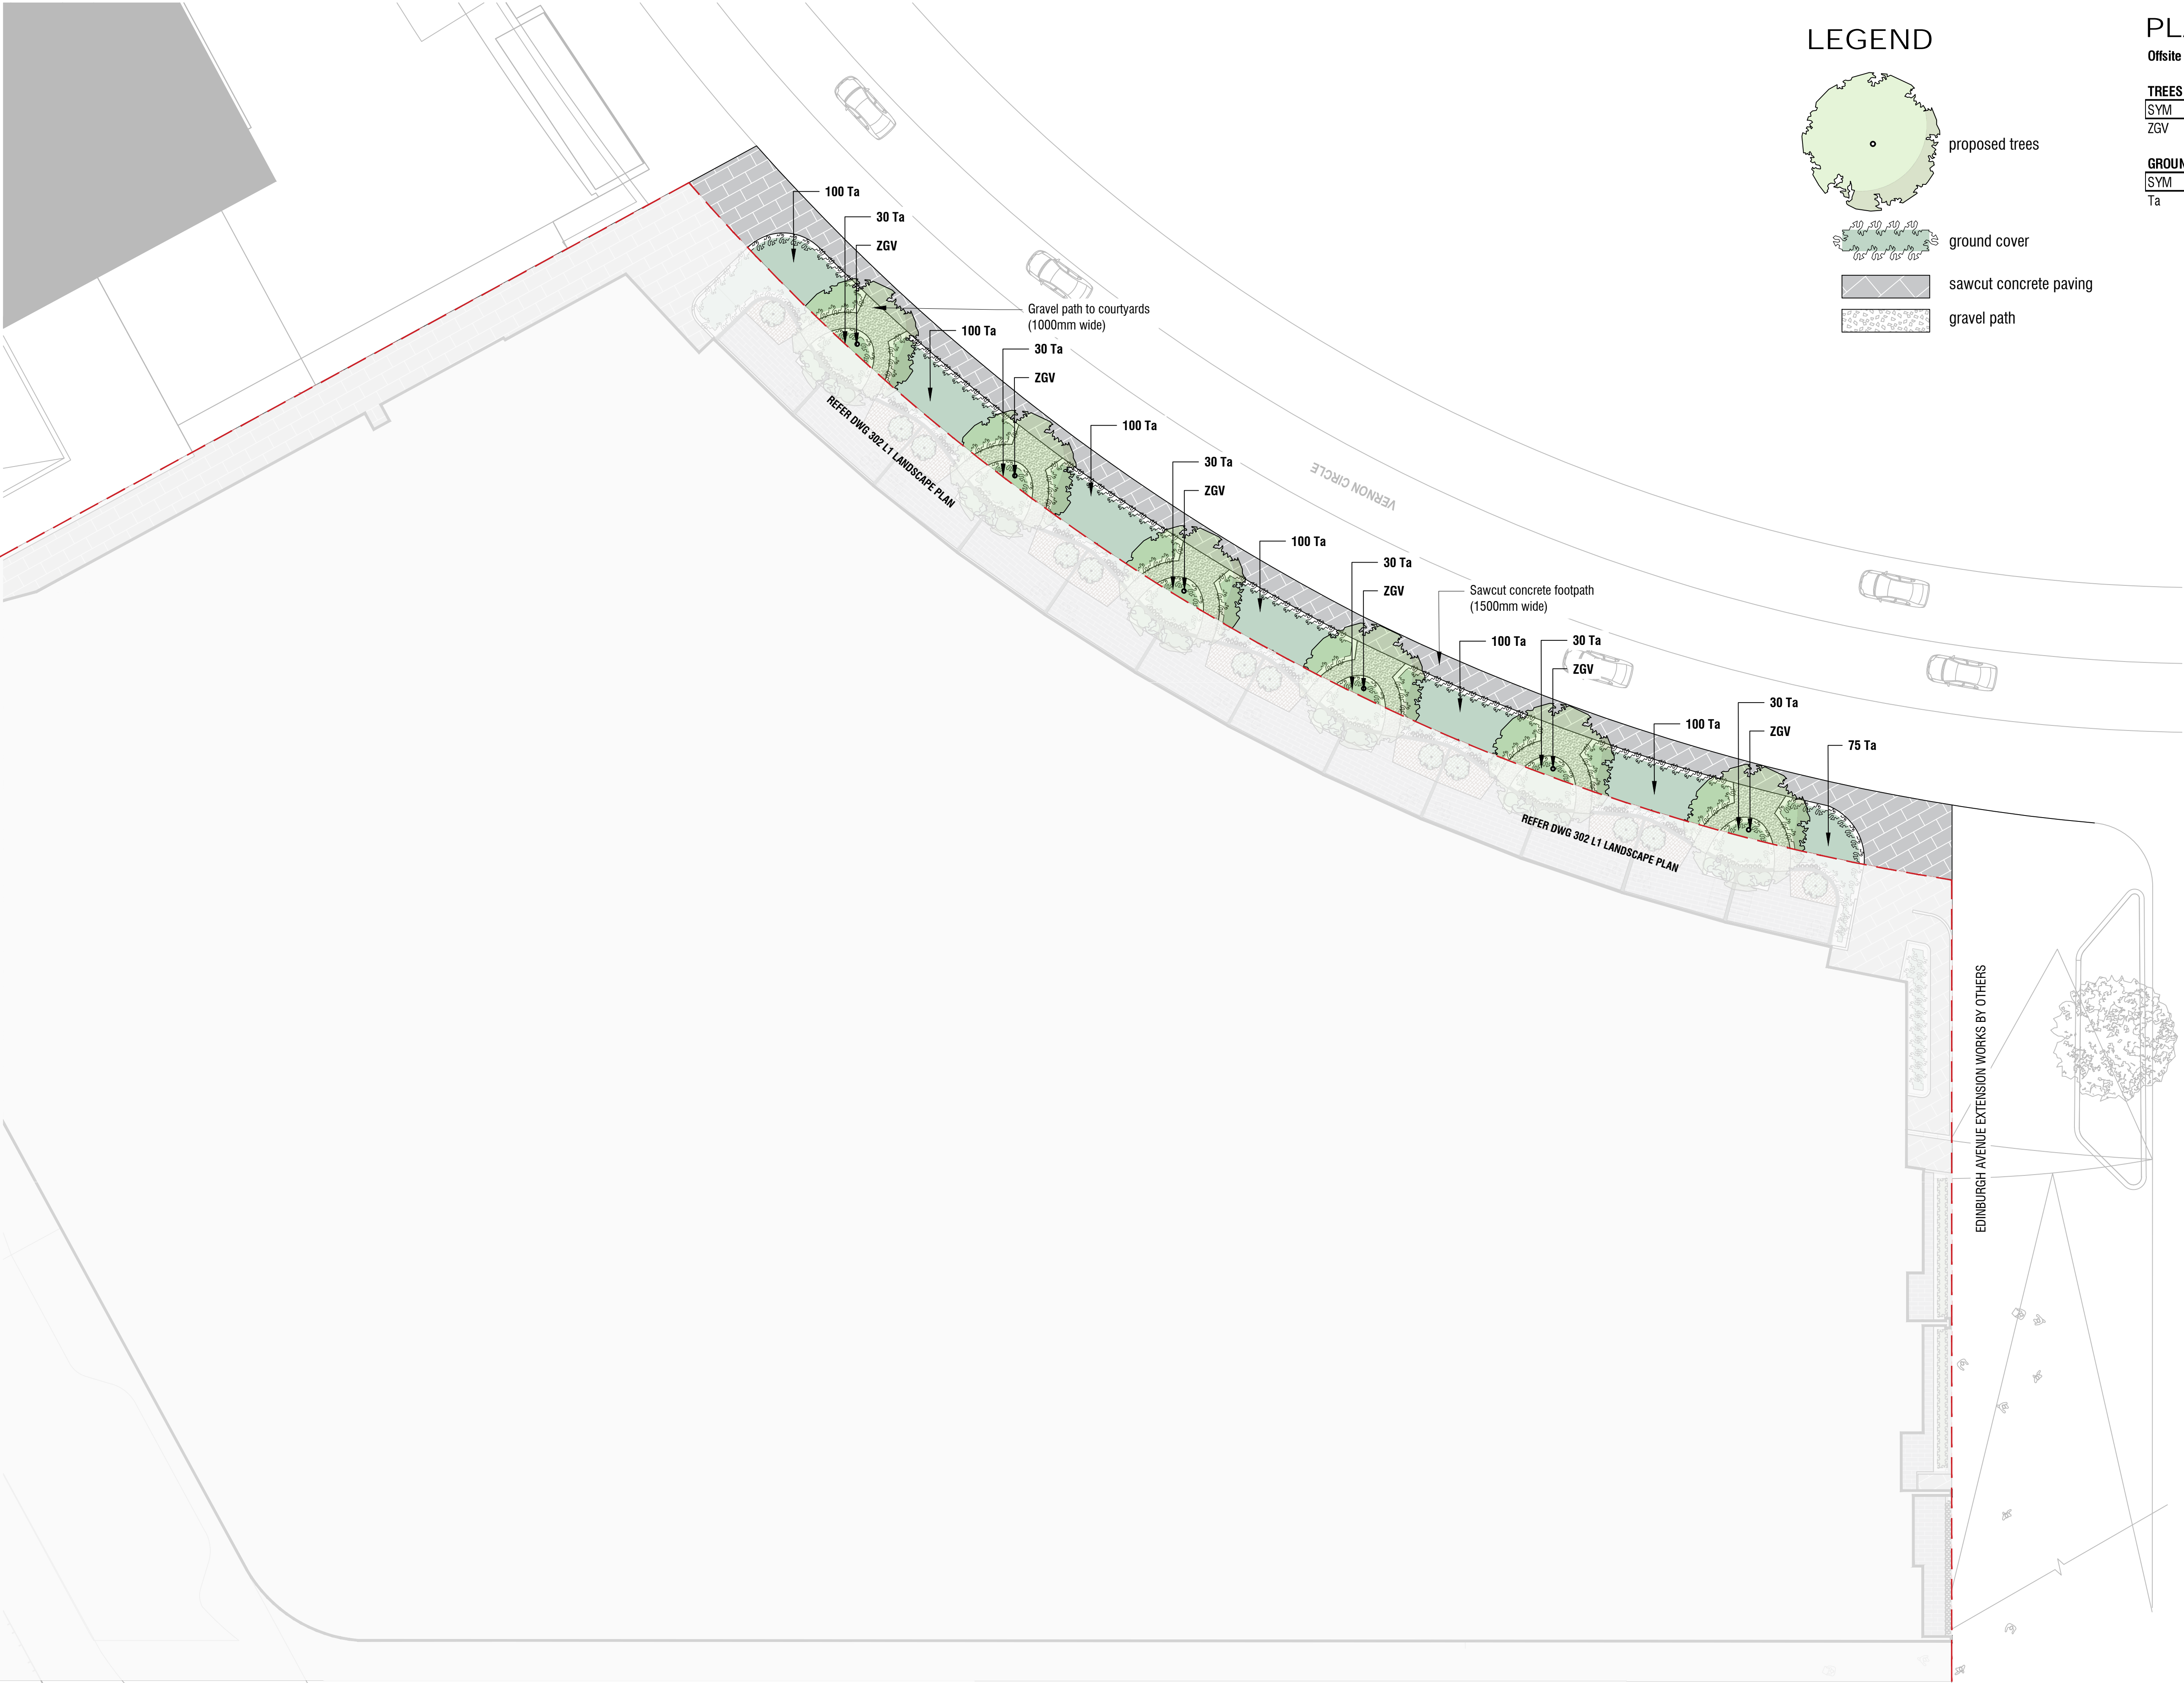 LEGEND
proposed trees
ground cover
sawcut concrete paving
gravel path
Offsite
TREES
SYM
ZGV
SYM
Ta
100 Ta
30 Ta
ZGV
Gravel path to courtyards
(1000mm wide)
100 Ta
30 Ta
ZGV
100 Ta
30 Ta
ZGV
100 Ta
30 Ta
ZGV
Sawcut concrete footpath
(1500mm wide)
100 Ta
30 Ta
ZGV
100 Ta
30 Ta
ZGV
75 Ta
VERNON CIRCLE
REFER DWG 302 L1 LANDSCAPE PLAN
REFER DWG 302 L1 LANDSCAPE PLAN
EDINBURGH AVENUE EXTENSION WORKS BY OTHERS